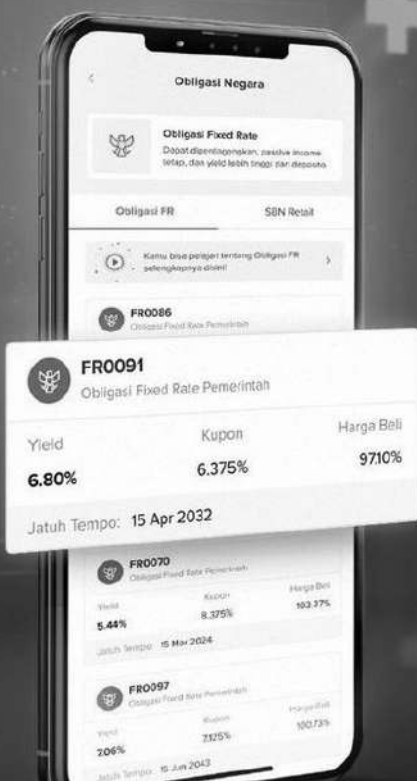 Obligasi Negara
Obligasi Fixed Rate
Dapat diperdagangkan, passive income
tetap, dan yield lebih tinggi dari deposito
Obligasi FR
SBN Retail
Kamu bisa pelajari tentang Obligasi FR
selengkapnya disini!
FR0086
Obligasi Fixed Rate Pemerintah
FR0091
Obligasi Fixed Rate Pemerintah
Yield
Kupon
Harga Beli
6.80%
6.375%
97.10%
Jatuh Tempo: 15 Apr 2032
FR0070
Obligasi Fixed Rate Pemerintah
Yield
Kupon
Harga Beli
5.44%
8.375%
103.37%
Jatuh Tempo: 15 Mar 2024
FR0097
Obligasi Fixed Rate Pemerintah
Yield
Kupon
Harga Beli
7.06%
7.125%
100.73%
Jatuh Tempo: 15 Jun 2043